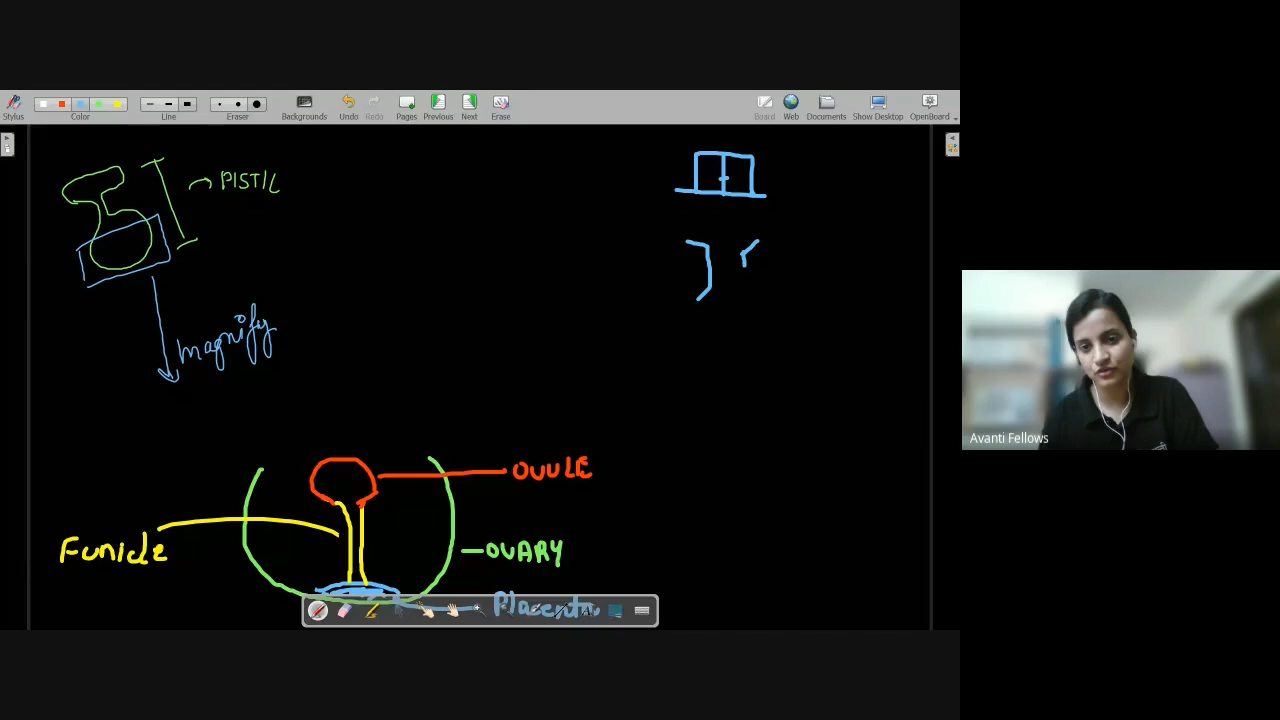 Stylus
Color
Line
Eraser
Backgrounds
Undo
Redo
Pages
Previous
Next
Erase
Board
Web
Documents
Show Desktop
OpenBoard
PISTIL
Magnify
OVULE
Funicle
OVARY
Placenta
Avanti Fellows